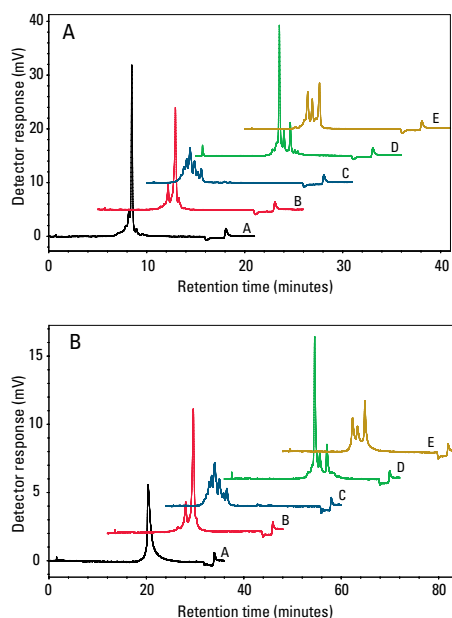 A
Detector response (mV)
40
30
20
10
0
E
D
C
B
A
0 10 20 30 40
Retention time (minutes)
B
Detector response (mV)
15
10
5
0
E
D
C
B
A
0 20 40 60 80
Retention time (minutes)